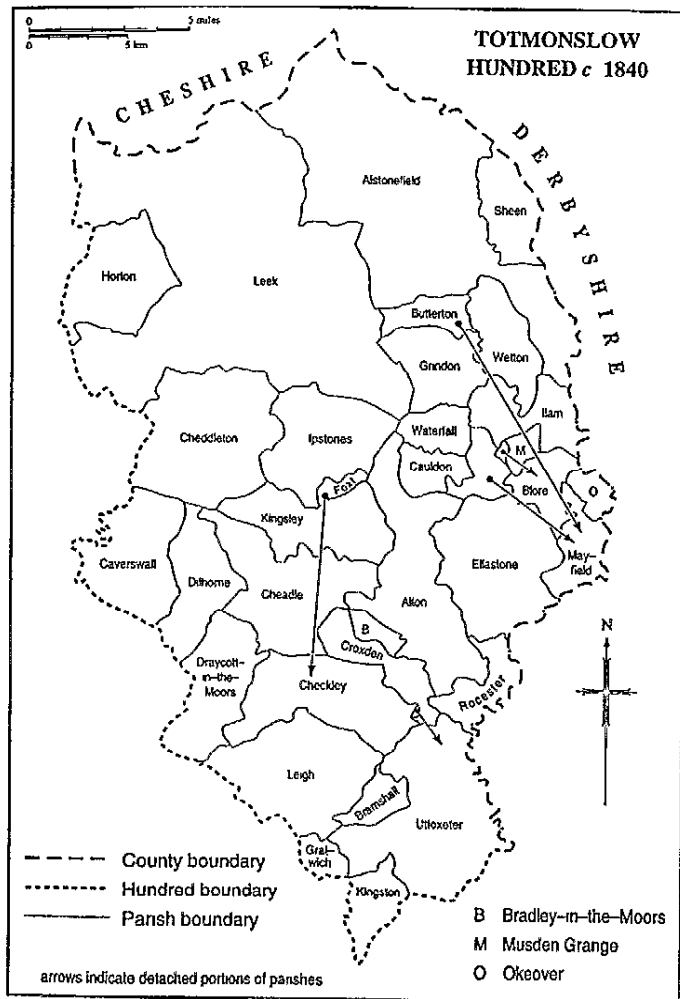 0 5 miles
0 5 km
TOTMONSLOW
HUNDRED c 1840
CHESHIRE
DERBYSHIRE
Alstonefield
Sheen
Horton
Leek
Butterton
Wetton
Grindon
Ilam
Waterfall
Cheddleton
Ipstones
M
Cauldon
Blore
O
Foxt
Kingsley
May–
field
Caverswall
Dilhorne
Cheadle
Alton
Ellastone
B
Croxden
N
Draycott–
in–the–
Moors
Checkley
Rocester
Leigh
Bramshall
Uttoxeter
Grat–
wich
Kingston
County boundary
Hundred boundary
Parish boundary
B Bradley–in–the–Moors
M Musden Grange
O Okeover
arrows indicate detached portions of parishes